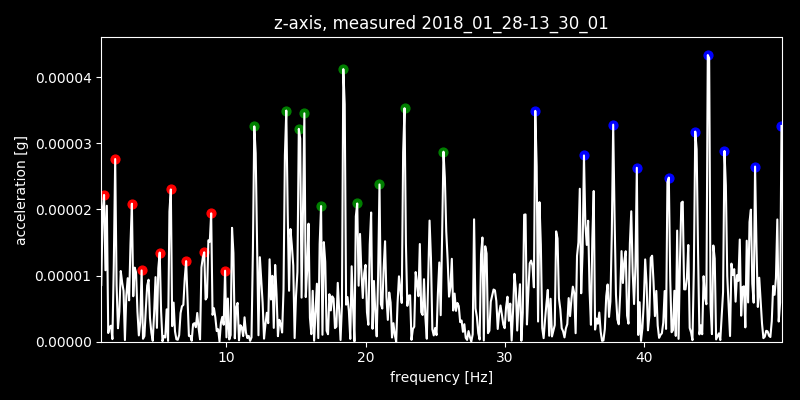 z-axis, measured 2018_01_28-13_30_01
0.00004
0.00003
0.00002
0.00001
0.00000
acceleration [g]
10 20 30 40
frequency [Hz]